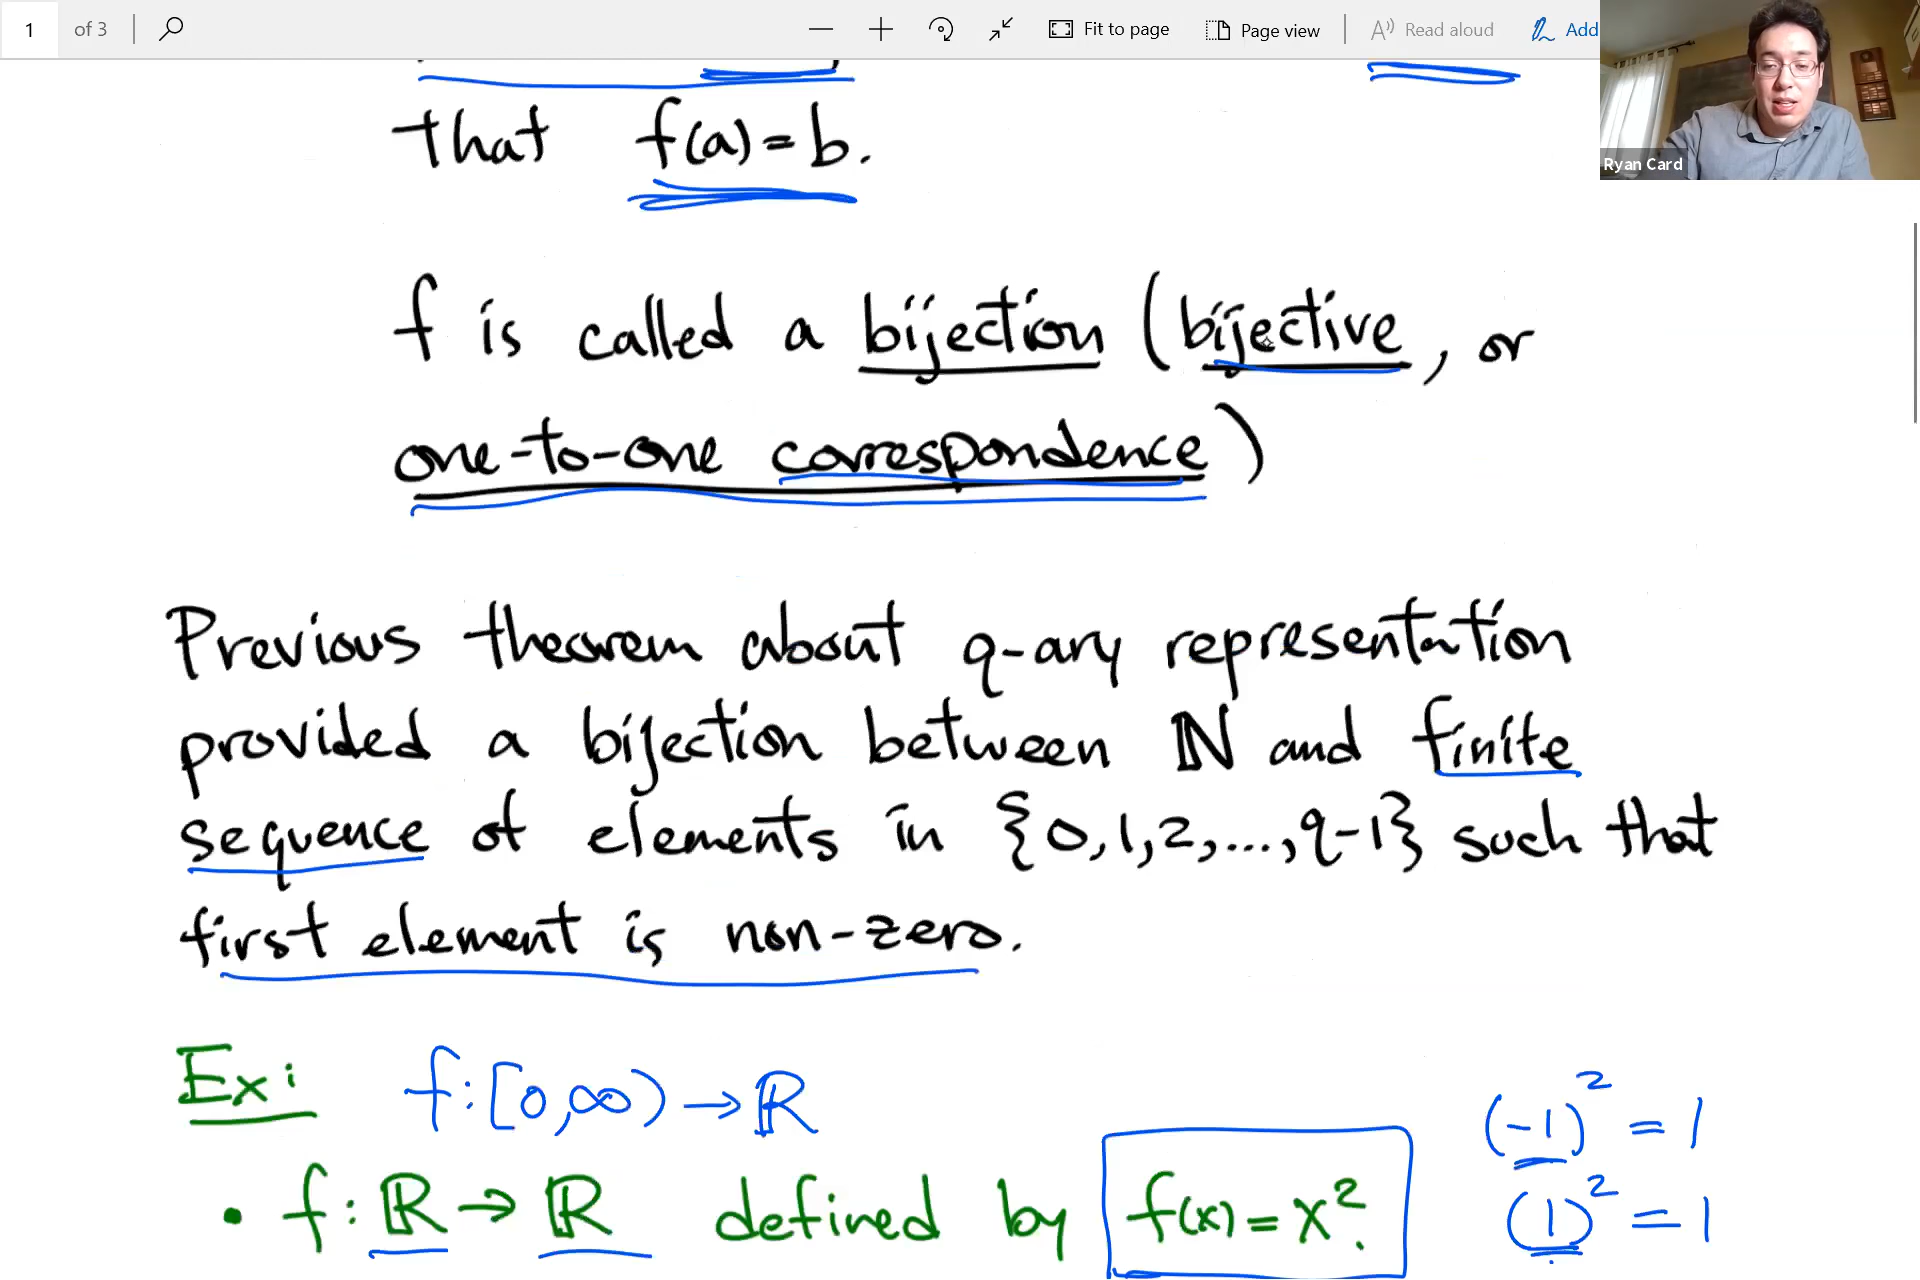 1 of 3 Fit to page Page view Read aloud Add
Ryan Card
that f(a)=b.
f is called a bijection (bijective, or
one-to-one correspondence)
Previous theorem about q-ary representation
provided a bijection between ℕ and finite
sequence of elements in {0,1,2,...,q-1} such that
first element is non-zero.
Ex: f:[0,∞)→ℝ
(-1)² = 1
• f:ℝ→ℝ defined by f(x)=x².
(1)² = 1